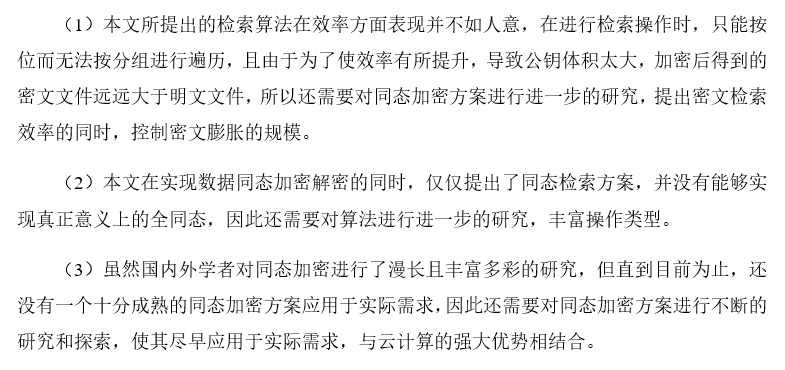 （1）本文所提出的检索算法在效率方面表现并不如人意，在进行检索操作时，只能按
位而无法按分组进行遍历，且由于为了使效率有所提升，导致公钥体积太大，加密后得到的
密文文件远远大于明文文件，所以还需要对同态加密方案进行进一步的研究，提出密文检索
效率的同时，控制密文膨胀的规模。
（2）本文在实现数据同态加密解密的同时，仅仅提出了同态检索方案，并没有能够实
现真正意义上的全同态，因此还需要对算法进行进一步的研究，丰富操作类型。
（3）虽然国内外学者对同态加密进行了漫长且丰富多彩的研究，但直到目前为止，还
没有一个十分成熟的同态加密方案应用于实际需求，因此还需要对同态加密方案进行不断的
研究和探索，使其尽早应用于实际需求，与云计算的强大优势相结合。